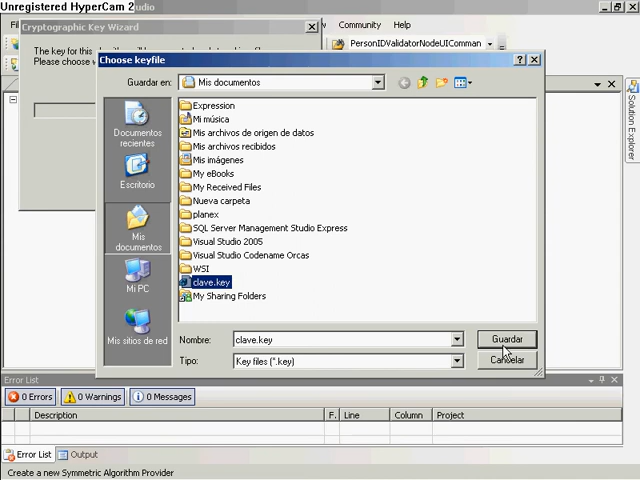 Unregistered HyperCam 2
Cryptographic Key Wizard
Community
Help
The key for this
Please choose
PersonIDValidatorNodeUIComman
Choose keyfile
Guardar en:
Mis documentos
Documentos recientes
Escritorio
Mis documentos
Mi PC
Mis sitios de red
Expression
Mi música
Mis archivos de origen de datos
Mis archivos recibidos
Mis imágenes
My eBooks
My Received Files
Nueva carpeta
planex
SQL Server Management Studio Express
Visual Studio 2005
Visual Studio Codename Orcas
WSI
clave.key
My Sharing Folders
Nombre:
clave.key
Guardar
Tipo:
Key files (*.key)
Cancelar
Solution Explorer
Error List
0 Errors
0 Warnings
0 Messages
Description
F.
Line
Column
Project
Error List
Output
Create a new Symmetric Algorithm Provider